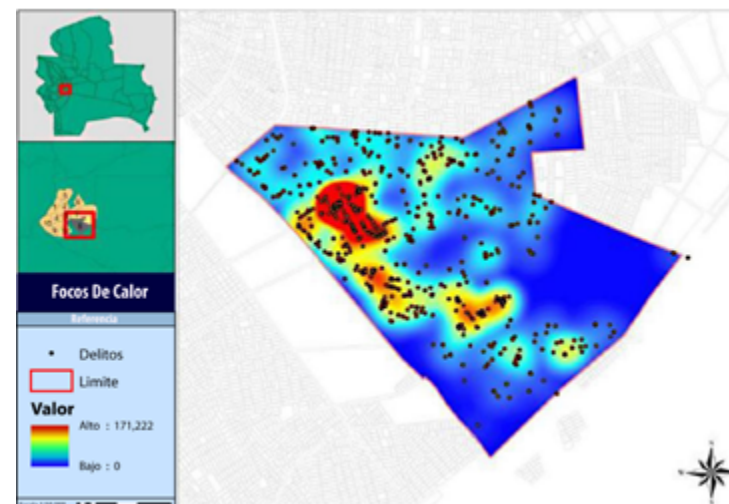 Focos De Calor
Referencia
Delitos
Limite
Valor
Alto : 171,222
Bajo : 0